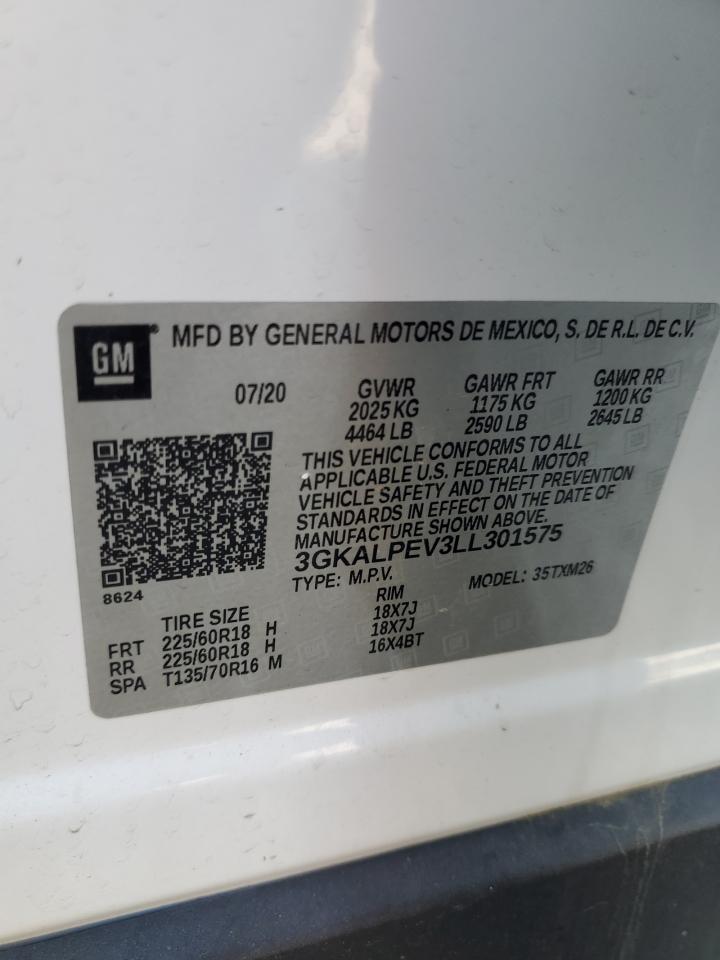 GM® MFD BY GENERAL MOTORS DE MEXICO, S. DE R.L. DE C.V.
07/20 GVWR GAWR FRT GAWR RR
2025 KG 1175 KG 1200 KG
4464 LB 2590 LB 2645 LB
THIS VEHICLE CONFORMS TO ALL
APPLICABLE U.S. FEDERAL MOTOR
VEHICLE SAFETY AND THEFT PREVENTION
STANDARDS IN EFFECT ON THE DATE OF
MANUFACTURE SHOWN ABOVE.
3GKALPEV3LL301575
TYPE: M.P.V. MODEL: 35TXM26
8624
TIRE SIZE RIM
FRT 225/60R18 H 18X7J
RR 225/60R18 H 18X7J
SPA T135/70R16 M 16X4BT